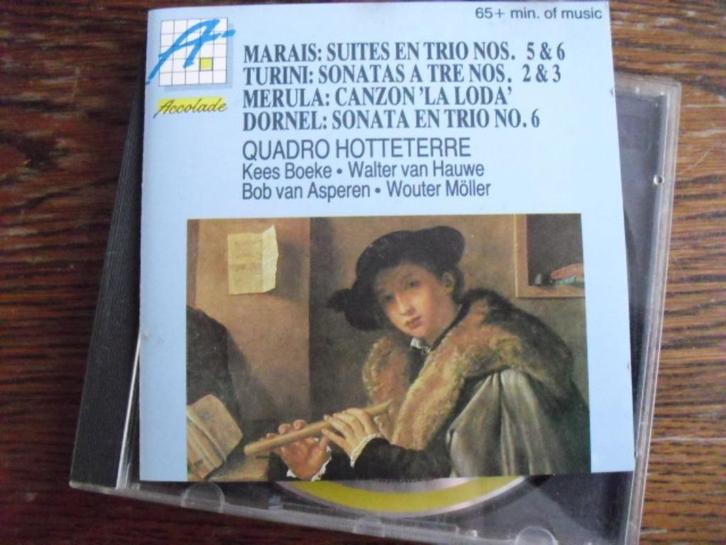 65+ min. of music
A.
Accolade
MARAIS: SUITES EN TRIO NOS. 5 & 6
TURINI: SONATAS A TRE NOS. 2 & 3
MERULA: CANZON 'LA LODA'
DORNEL: SONATA EN TRIO NO. 6
QUADRO HOTTETERRE
Kees Boeke • Walter van Hauwe
Bob van Asperen • Wouter Möller